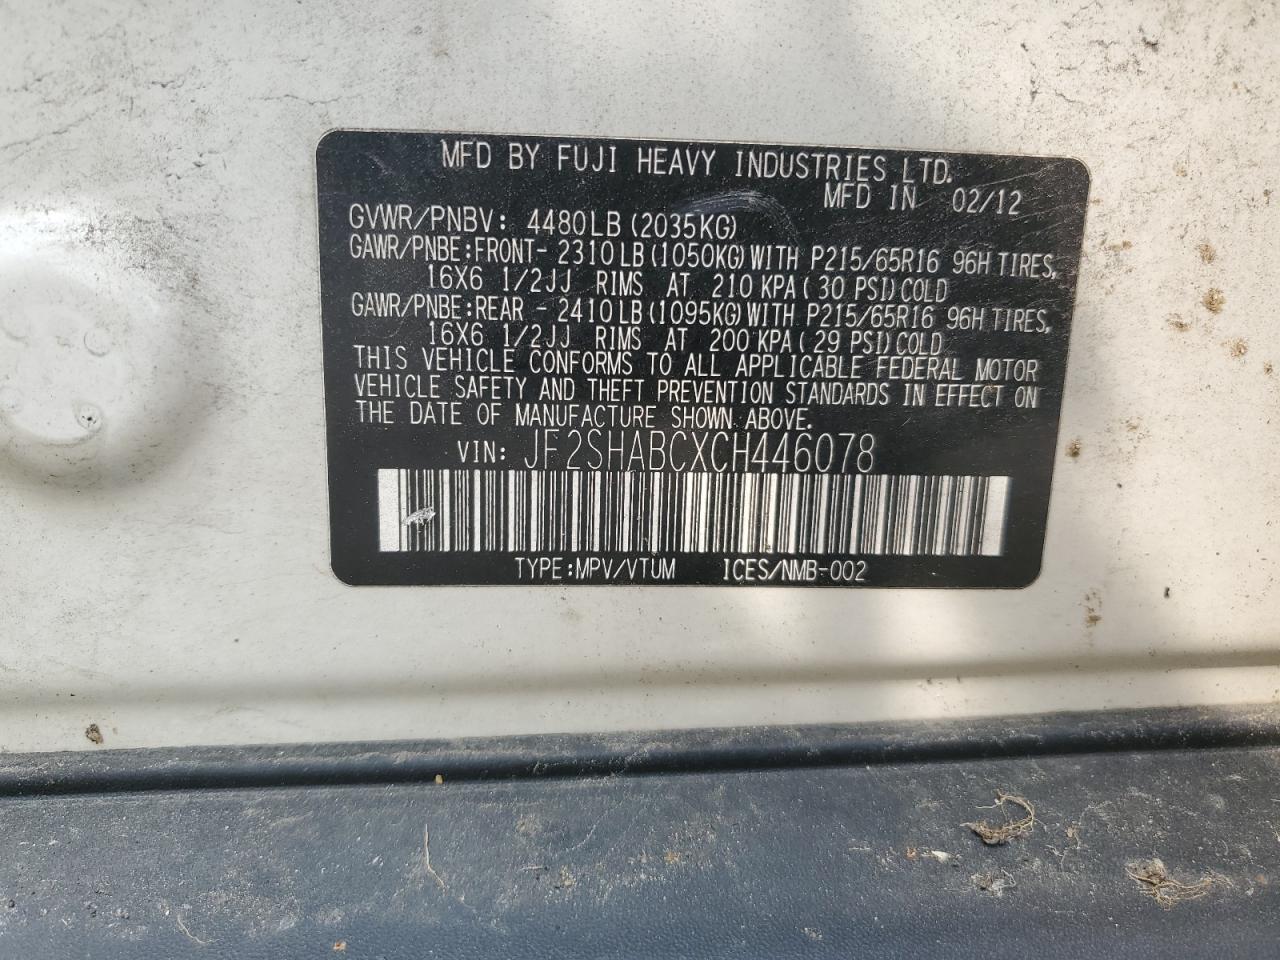 MFD BY FUJI HEAVY INDUSTRIES LTD.
MFD IN 02/12
GVWR/PNBV: 4480LB (2035KG)
GAWR/PNBE:FRONT- 2310LB (1050KG) WITH P215/65R16 96H TIRES,
16X6 1/2JJ RIMS AT 210 KPA (30 PSI) COLD
GAWR/PNBE:REAR - 2410LB (1095KG) WITH P215/65R16 96H TIRES,
16X6 1/2JJ RIMS AT 200 KPA (29 PSI) COLD
THIS VEHICLE CONFORMS TO ALL APPLICABLE FEDERAL MOTOR
VEHICLE SAFETY AND THEFT PREVENTION STANDARDS IN EFFECT ON
THE DATE OF MANUFACTURE SHOWN ABOVE.
VIN: JF2SHABCXCH446078
TYPE:MPV/VTUM ICES/NMB-002